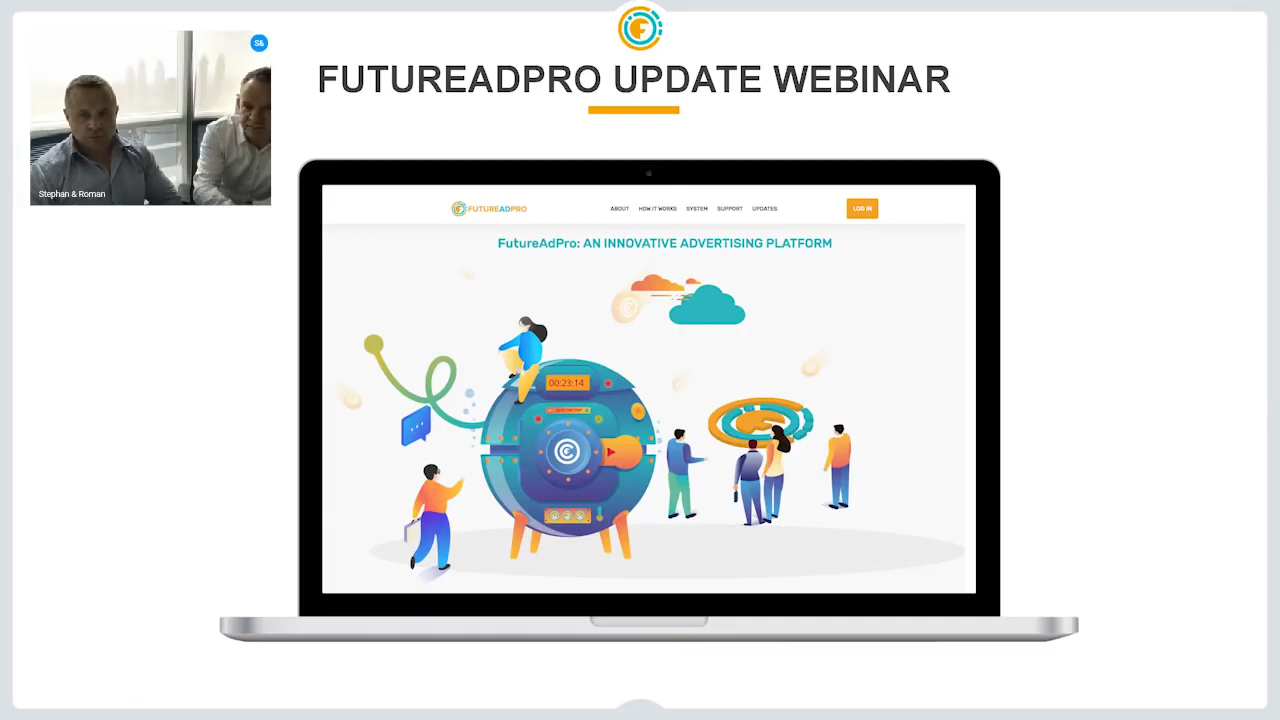 S&
FUTUREADPRO UPDATE WEBINAR
Stephan & Roman
FUTUREADPRO
ABOUT HOW IT WORKS SYSTEM SUPPORT UPDATES
LOG IN
FutureAdPro: AN INNOVATIVE ADVERTISING PLATFORM
00:23:14